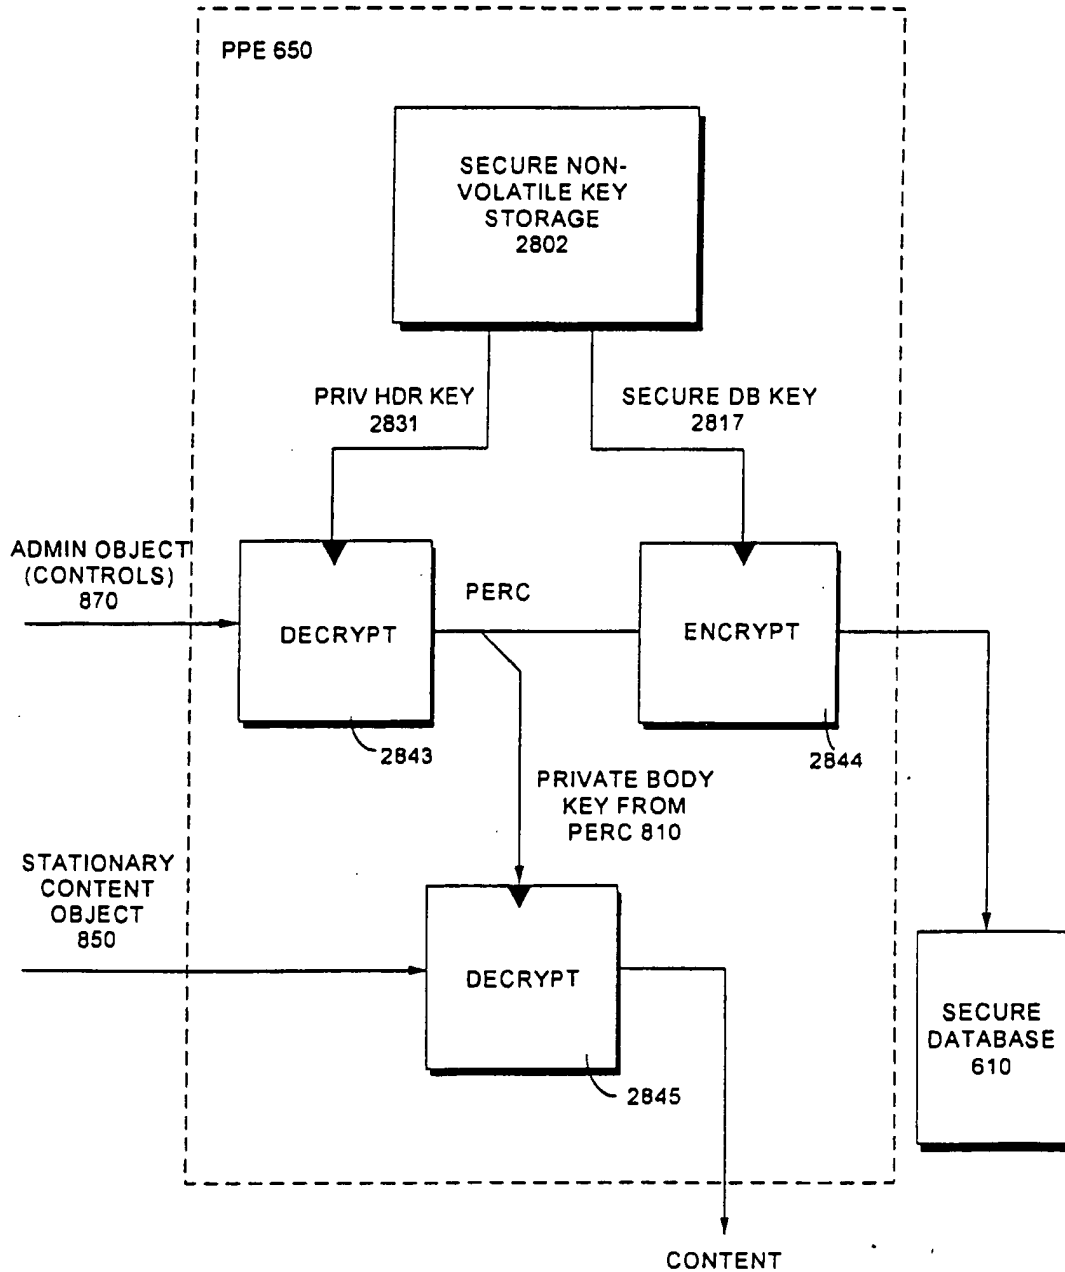 PPE 650
SECURE NON-
VOLATILE KEY
STORAGE
2802
PRIV HDR KEY
2831
SECURE DB KEY
2817
ADMIN OBJECT
(CONTROLS)
870
DECRYPT
PERC
ENCRYPT
2843
2844
PRIVATE BODY
KEY FROM
PERC 810
STATIONARY
CONTENT
OBJECT
850
DECRYPT
2845
SECURE
DATABASE
610
CONTENT